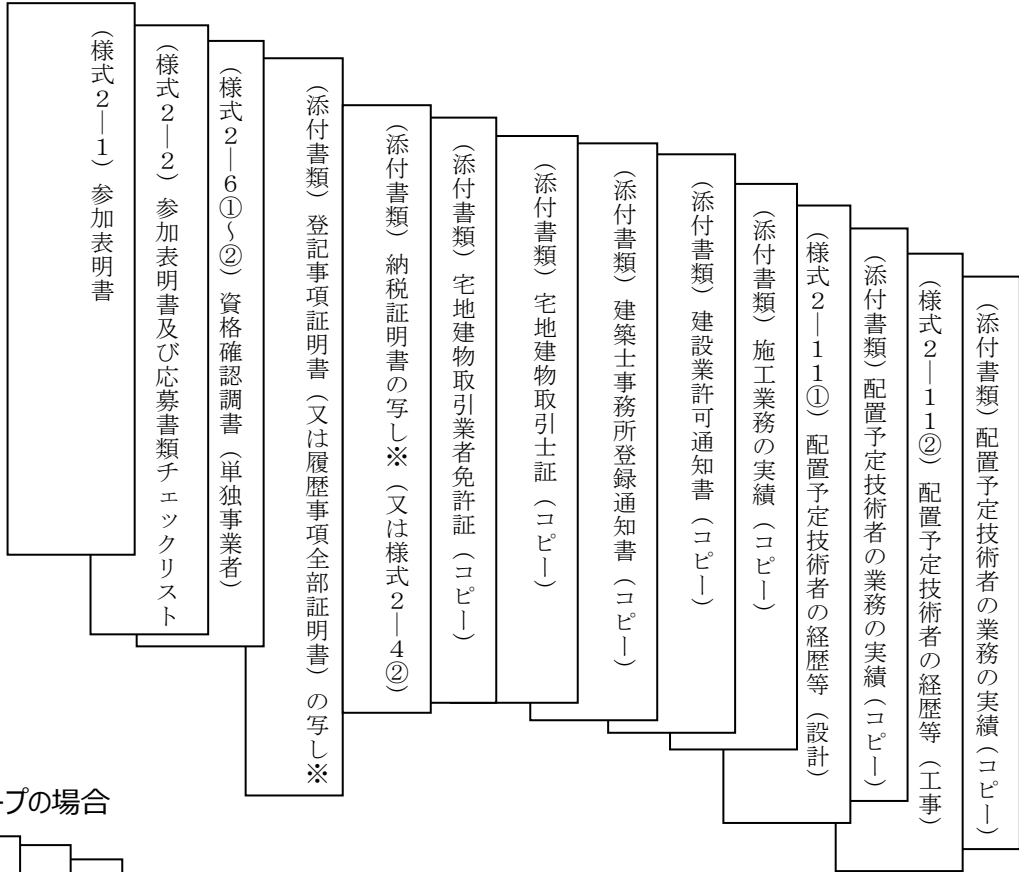 （様式２―１）参加表明書
（様式２―２）参加表明書及び応募書類チェックリスト
（様式２―６①～②）資格確認調書（単独事業者）
（添付書類）登記事項証明書（又は履歴事項全部証明書）の写し※
（添付書類）納税証明書の写し※（又は様式２―４②）
（添付書類）宅地建物取引業者免許証（コピー）
（添付書類）宅地建物取引士証（コピー）
（添付書類）建築士事務所登録通知書（コピー）
（添付書類）建設業許可通知書（コピー）
（添付書類）施工業務の実績（コピー）
（様式２―１１①）配置予定技術者の経歴等（設計）
（添付書類）配置予定技術者の業務の実績（コピー）
（様式２―１１②）配置予定技術者の経歴等（工事）
（添付書類）配置予定技術者の業務の実績（コピー）
ープの場合